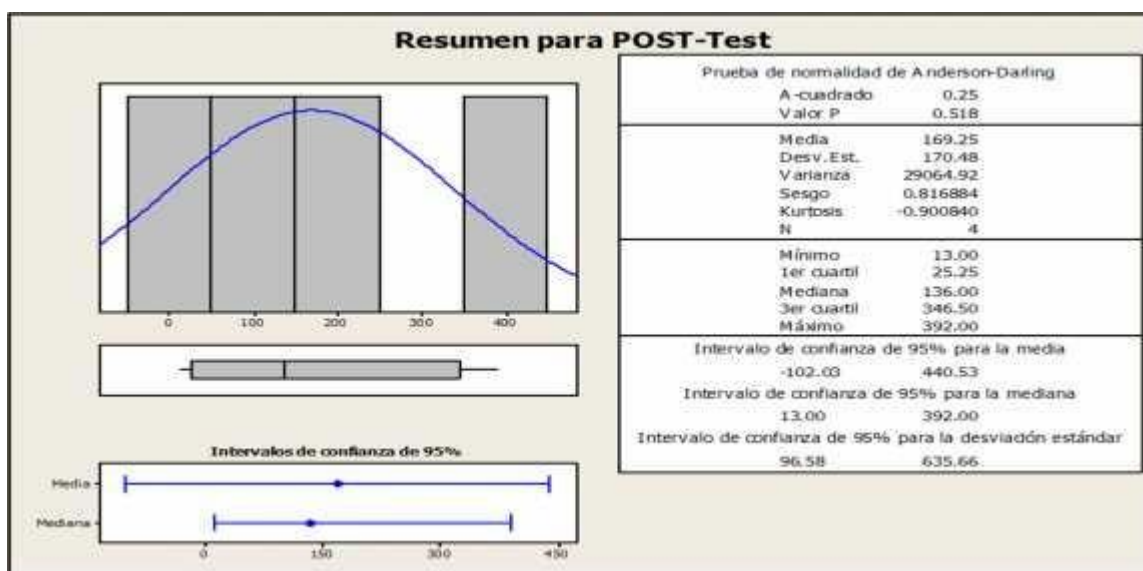 Resumen para POST-Test
0 100 200 300 400
Intervalos de confianza de 95%
Media
Mediana
0 150 300 450
Prueba de normalidad de Anderson-Darling
A-cuadrado 0.25
Valor P 0.518
Media 169.25
Desv.Est. 170.48
Varianza 29064.92
Sesgo 0.816884
Kurtosis -0.900840
N 4
Mínimo 13.00
1er cuartil 25.25
Mediana 136.00
3er cuartil 346.50
Máximo 392.00
Intervalo de confianza de 95% para la media
-102.03 440.53
Intervalo de confianza de 95% para la mediana
13.00 392.00
Intervalo de confianza de 95% para la desviación estándar
96.58 635.66